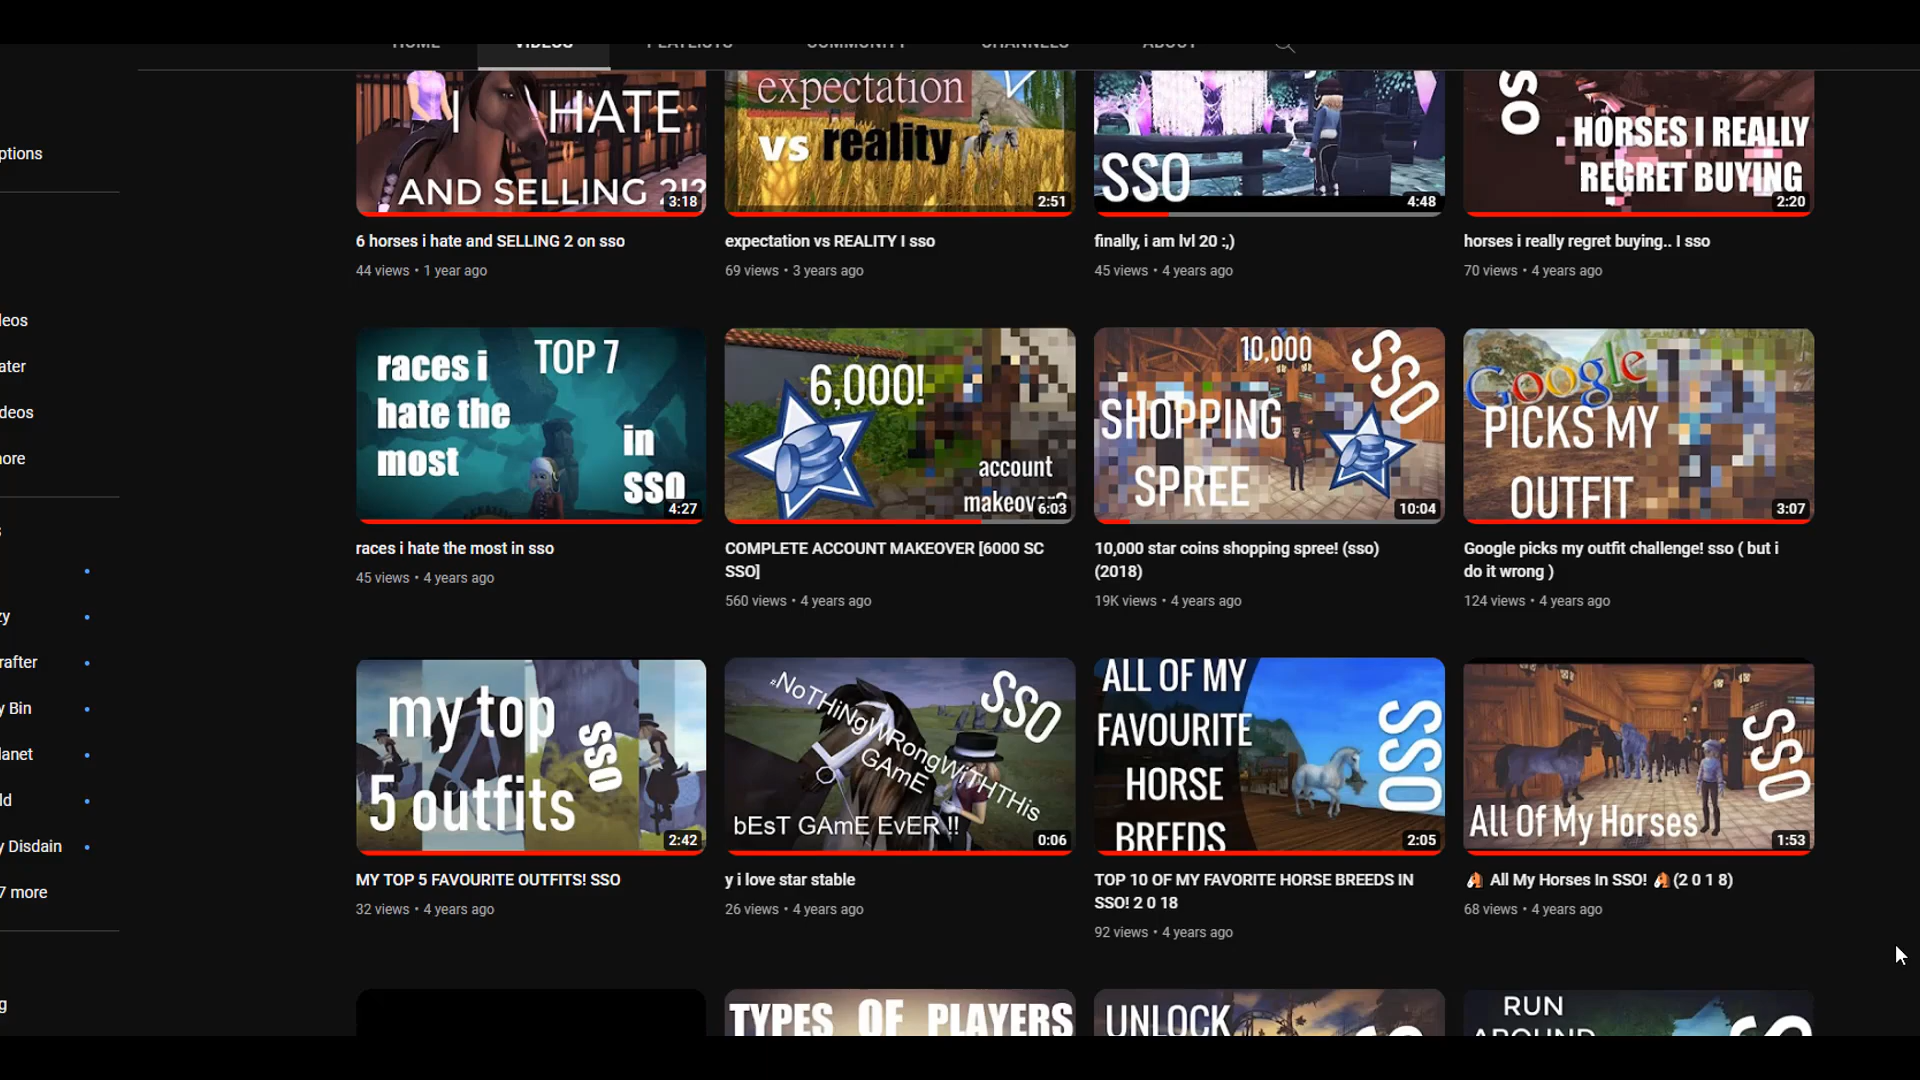 HOME VIDEOS PLAYLISTS COMMUNITY CHANNELS ABOUT
ptions
leos
ater
deos
nore
s
zy
rafter
y Bin
lanet
ld
y Disdain
7 more
g
I HATE
AND SELLING ?!?
3:18
expectation
vs reality
2:51
SSO
4:48
SO
. HORSES I REALLY
REGRET BUYING
2:20
6 horses i hate and SELLING 2 on sso
44 views • 1 year ago
expectation vs REALITY I sso
69 views • 3 years ago
finally, i am lvl 20 :,)
45 views • 4 years ago
horses i really regret buying.. I sso
70 views • 4 years ago
races i
hate the
most
TOP 7
in
sso
4:27
6,000!
account
makeover?
6:03
10,000
SHOPPING
SPREE
SSO
10:04
Google
PICKS MY
OUTFIT
3:07
races i hate the most in sso
45 views • 4 years ago
COMPLETE ACCOUNT MAKEOVER [6000 SC
SSO]
560 views • 4 years ago
10,000 star coins shopping spree! (sso)
(2018)
19K views • 4 years ago
Google picks my outfit challenge! sso ( but i
do it wrong )
124 views • 4 years ago
my top
5 outfits
sso
2:42
#NoTHiNgWRongWiTHTHis
GAmE
SSO
bEsT GAmE EvER !!
0:06
ALL OF MY
FAVOURITE
HORSE
BREEDS
SSO
2:05
SSO
All Of My Horses
1:53
MY TOP 5 FAVOURITE OUTFITS! SSO
32 views • 4 years ago
y i love star stable
26 views • 4 years ago
TOP 10 OF MY FAVORITE HORSE BREEDS IN
SSO! 2 0 18
92 views • 4 years ago
🐴 All My Horses In SSO! 🐴(2 0 1 8)
68 views • 4 years ago
TYPES OF PLAYERS
UNLOCK
RUN
AROUND